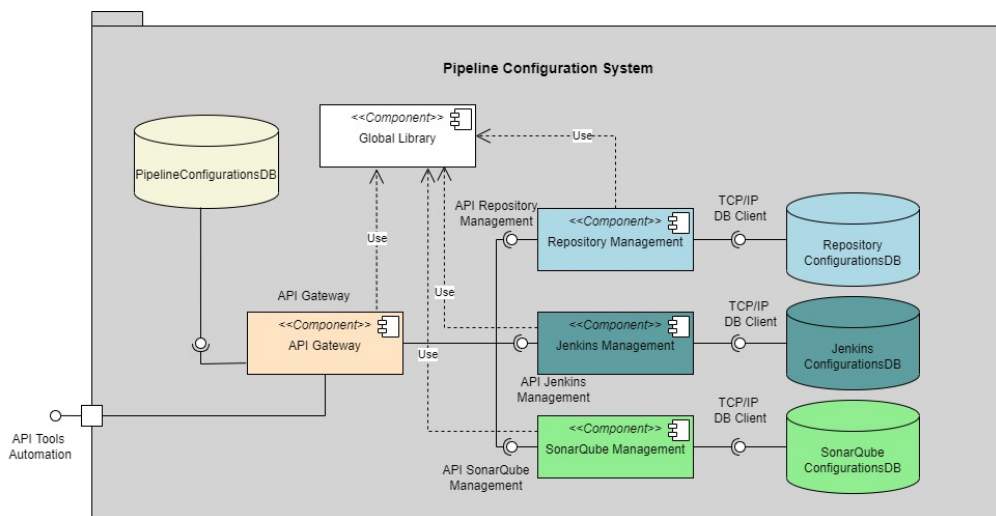 Pipeline Configuration System
<<Component>>
Global Library
Use
PipelineConfigurationsDB
API Repository
Management
<<Component>>
Repository Management
TCP/IP
DB Client
Repository
ConfigurationsDB
Use
Use
API Gateway
<<Component>>
API Gateway
Use
<<Component>>
Jenkins Management
API Jenkins
Management
TCP/IP
DB Client
Jenkins
ConfigurationsDB
API Tools
Automation
<<Component>>
SonarQube Management
API SonarQube
Management
TCP/IP
DB Client
SonarQube
ConfigurationsDB